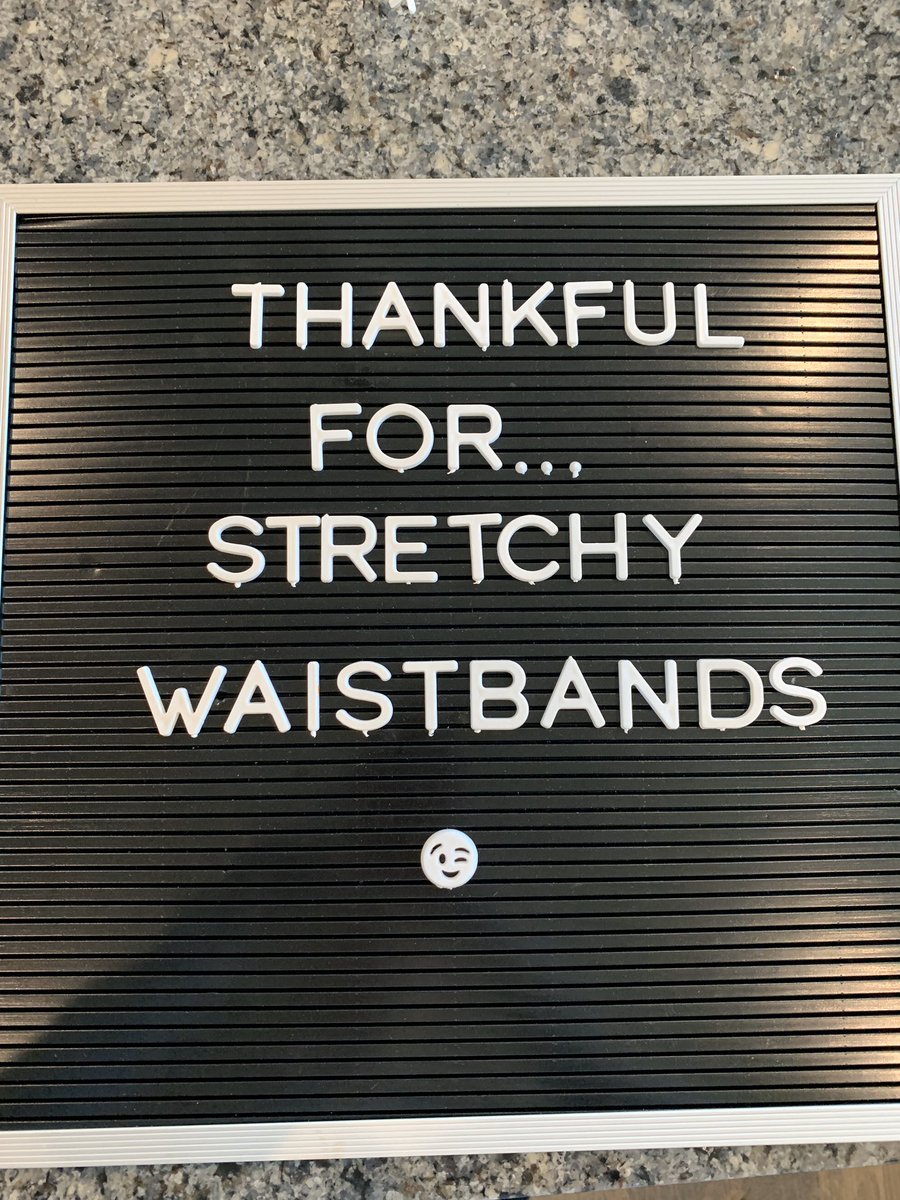 THANKFUL
FOR..,
STRETCHY
WAISTBANDS
😉